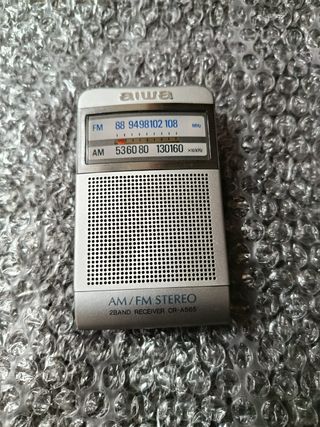 aiwa
FM 88 94 98 102 108 MHz
AM 53 60 80 130 160 ×10kHz
AM/FM STEREO
2BAND RECEIVER CR-A565